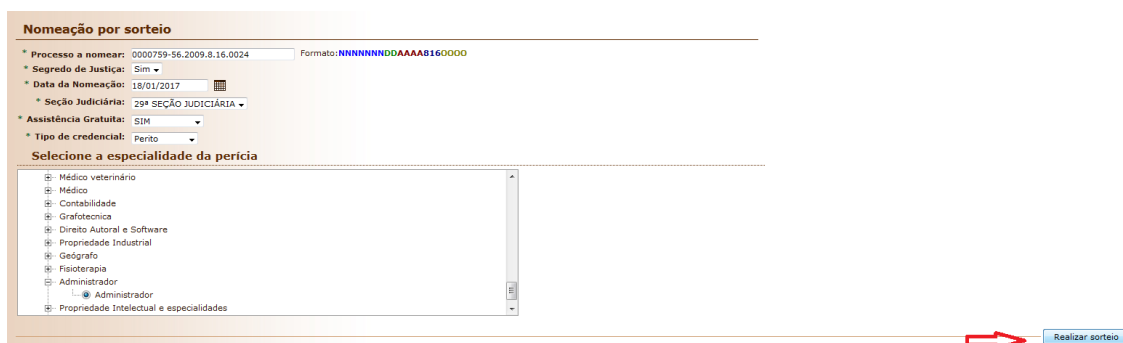 Nomeação por sorteio
* Processo a nomear: 0000759-56.2009.8.16.0024 Formato:NNNNNNNDDAAAA816OOOO
* Segredo de Justiça: Sim
* Data da Nomeação: 18/01/2017
* Seção Judiciária: 29ª SEÇÃO JUDICIÁRIA
* Assistência Gratuita: SIM
* Tipo de credencial: Perito
Selecione a especialidade da perícia
Médico veterinário
Médico
Contabilidade
Grafotecnica
Direito Autoral e Software
Propriedade Industrial
Geógrafo
Fisioterapia
Administrador
Administrador
Propriedade Intelectual e especialidades
Realizar sorteio